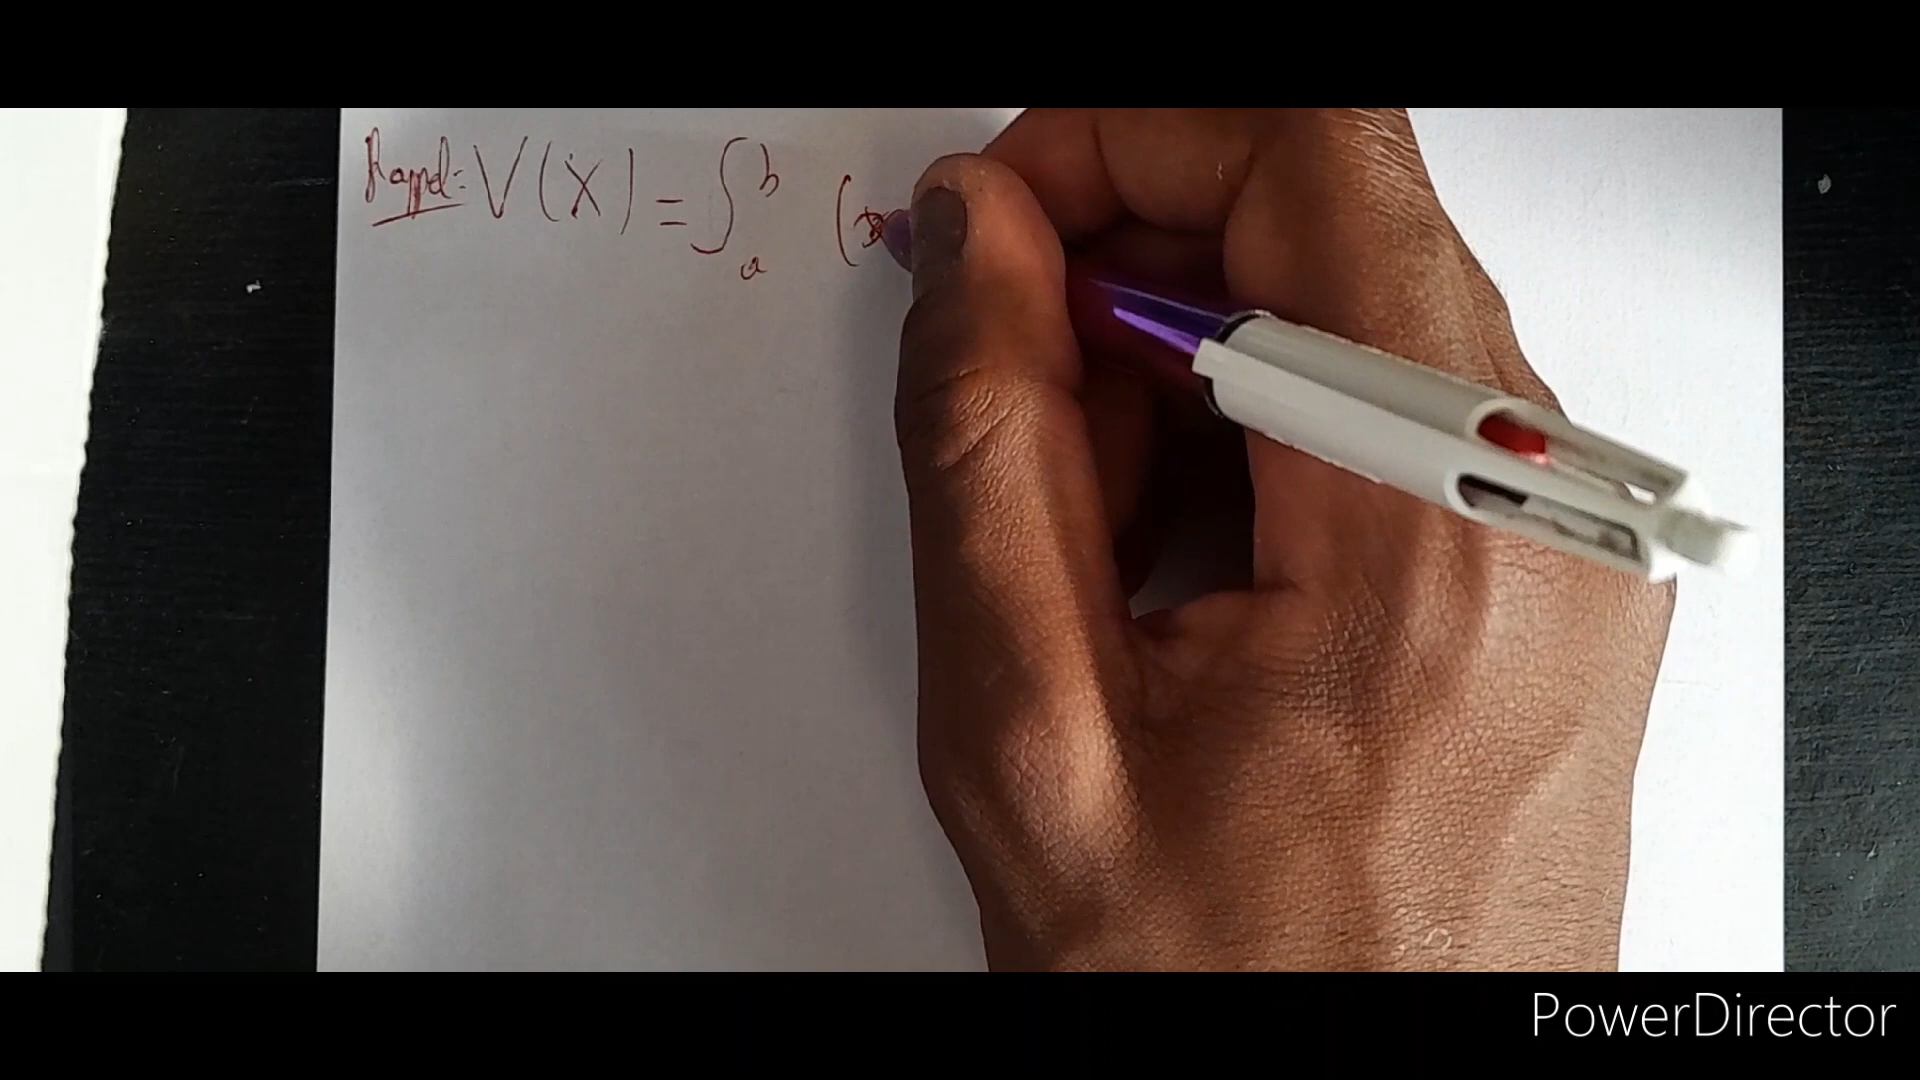 Rappel: V(X) = ∫ₐᵇ (x
PowerDirector